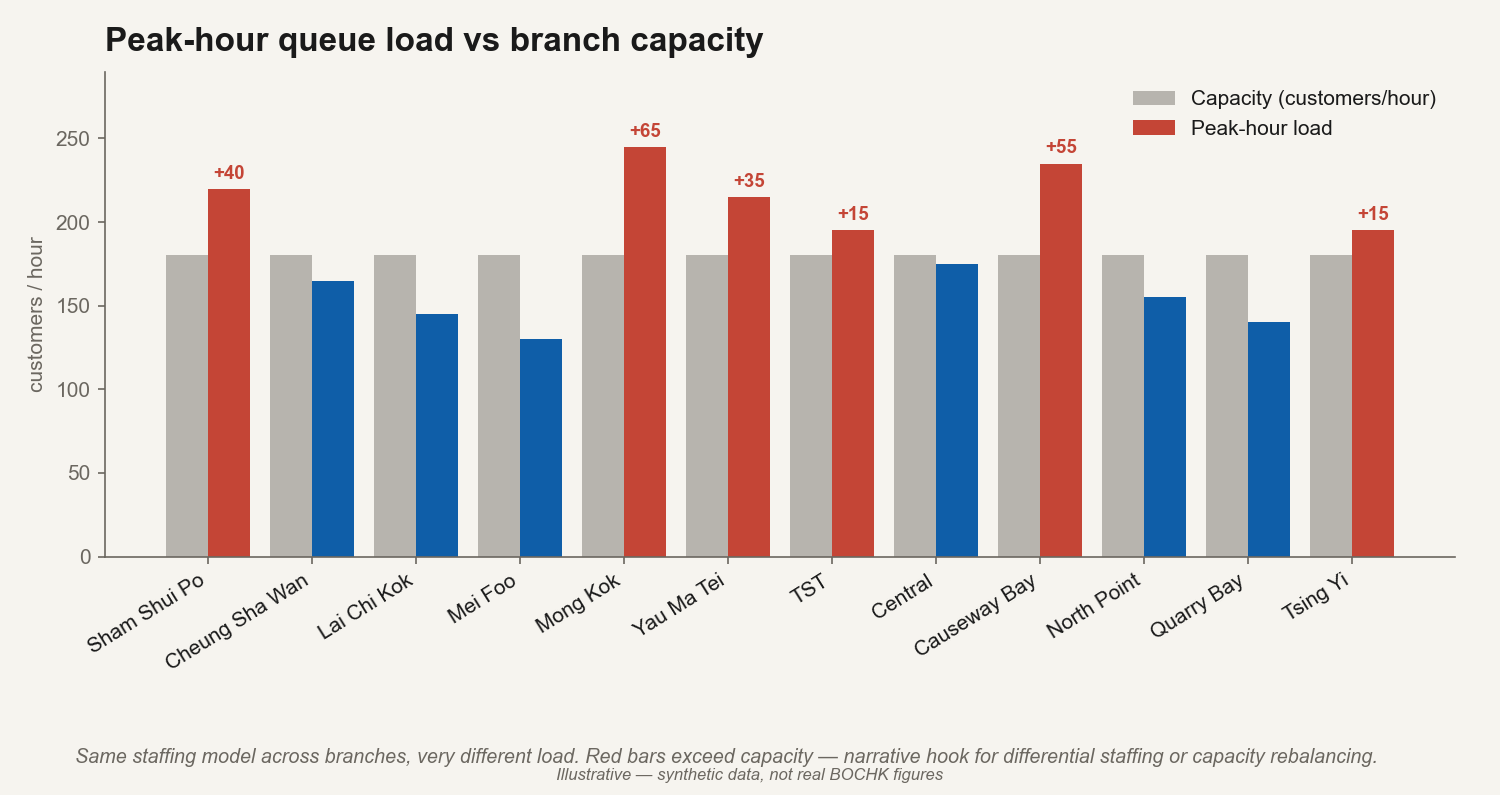 Peak-hour queue load vs branch capacity
Capacity (customers/hour)
Peak-hour load
customers / hour
250
200
150
100
50
0
+40
+65
+35
+15
+55
+15
Sham Shui Po
Cheung Sha Wan
Lai Chi Kok
Mei Foo
Mong Kok
Yau Ma Tei
TST
Central
Causeway Bay
North Point
Quarry Bay
Tsing Yi
Same staffing model across branches, very different load. Red bars exceed capacity — narrative hook for differential staffing or capacity rebalancing.
Illustrative — synthetic data, not real BOCHK figures